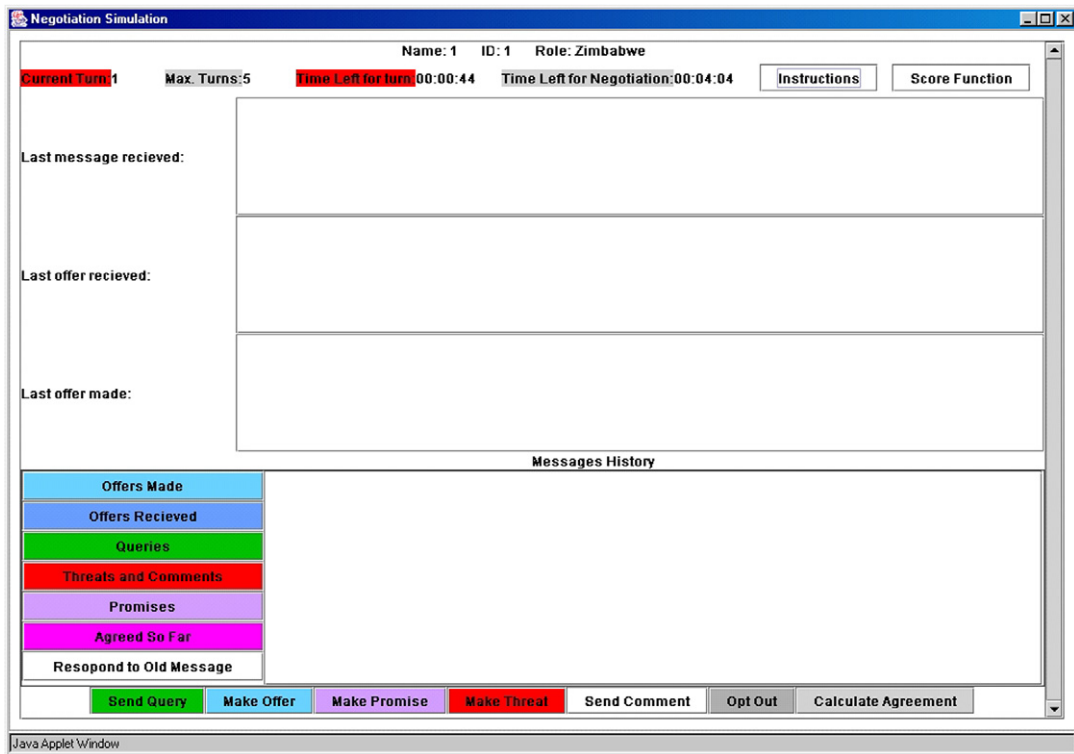 Negotiation Simulation
Name: 1 ID: 1 Role: Zimbabwe
Current Turn:1 Max. Turns:5 Time Left for turn:00:00:44 Time Left for Negotiation:00:04:04 Instructions Score Function
Last message recieved:
Last offer recieved:
Last offer made:
Messages History
Offers Made
Offers Recieved
Queries
Threats and Comments
Promises
Agreed So Far
Resopond to Old Message
Send Query Make Offer Make Promise Make Threat Send Comment Opt Out Calculate Agreement
Java Applet Window